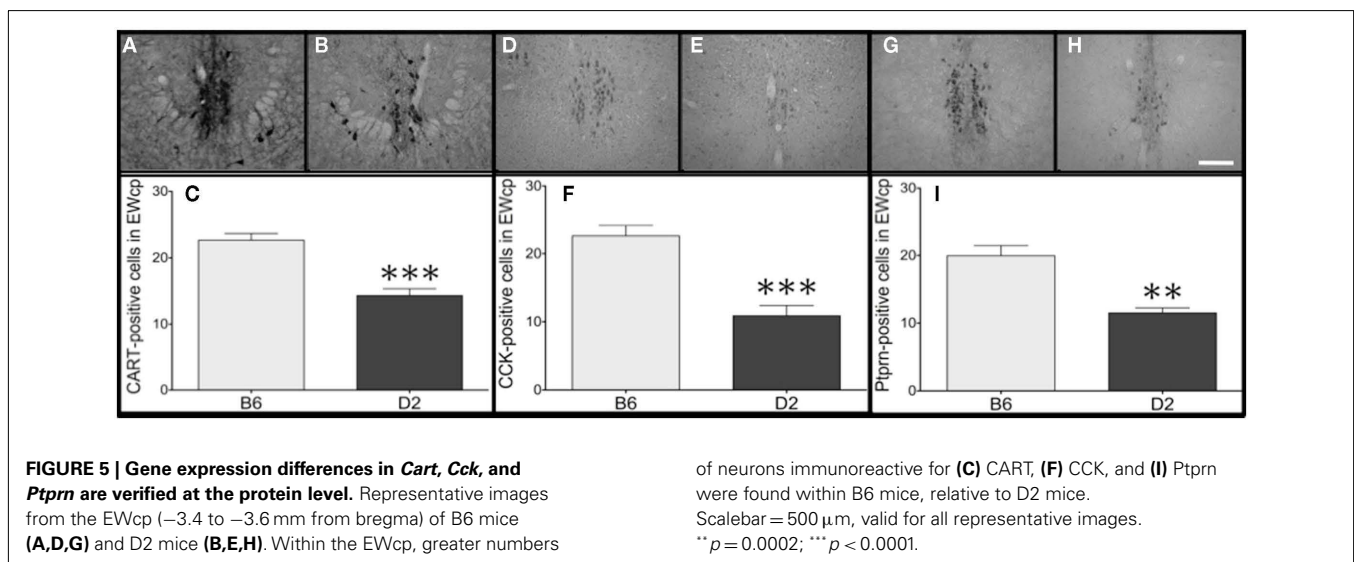 A
B
D
E
G
H
30
20
10
0
CART-positive cells in EWcp
C
***
B6
D2
30
20
10
0
CCK-positive cells in EWcp
F
***
B6
D2
30
20
10
0
Ptprn-positive cells in EWcp
I
**
B6
D2
FIGURE 5 | Gene expression differences in Cart, Cck, and
Ptprn are verified at the protein level. Representative images
from the EWcp (−3.4 to −3.6 mm from bregma) of B6 mice
(A,D,G) and D2 mice (B,E,H). Within the EWcp, greater numbers
of neurons immunoreactive for (C) CART, (F) CCK, and (I) Ptprn
were found within B6 mice, relative to D2 mice.
Scalebar = 500 μm, valid for all representative images.
**p = 0.0002; ***p < 0.0001.